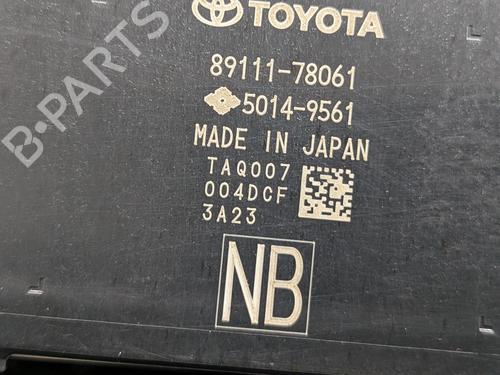 TOYOTA
89111-78061
5014-9561
MADE IN JAPAN
TAQ007
004DCF
3A23
NB
B-PARTS